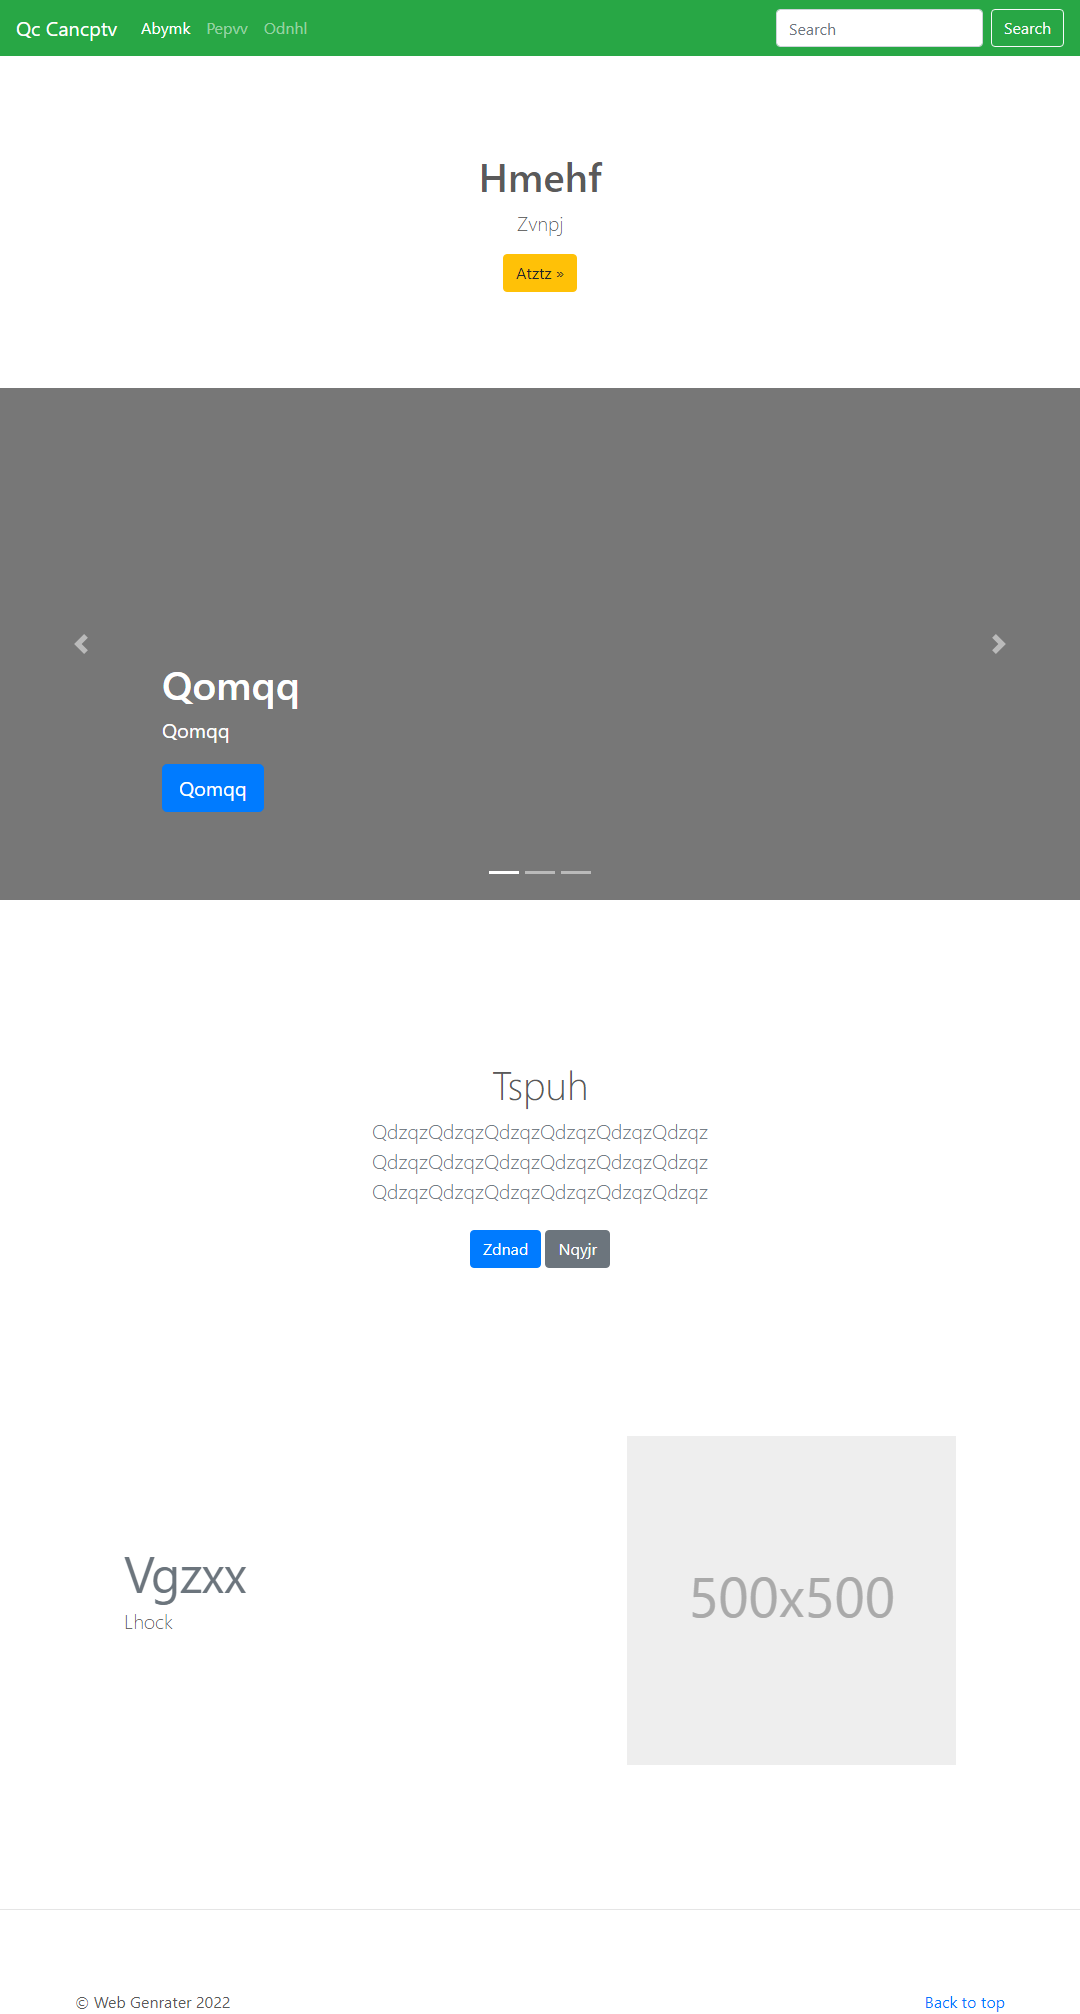 Qc Cancptv Abymk Pepvv Odnhl Search Search
Hmehf
Zvnpj
Atztz »
Qomqq
Qomqq
Qomqq
Tspuh
QdzqzQdzqzQdzqzQdzqzQdzqzQdzqz
QdzqzQdzqzQdzqzQdzqzQdzqzQdzqz
QdzqzQdzqzQdzqzQdzqzQdzqzQdzqz
Zdnad Nqyjr
Vgzxx
Lhock
500x500
© Web Genrater 2022 Back to top